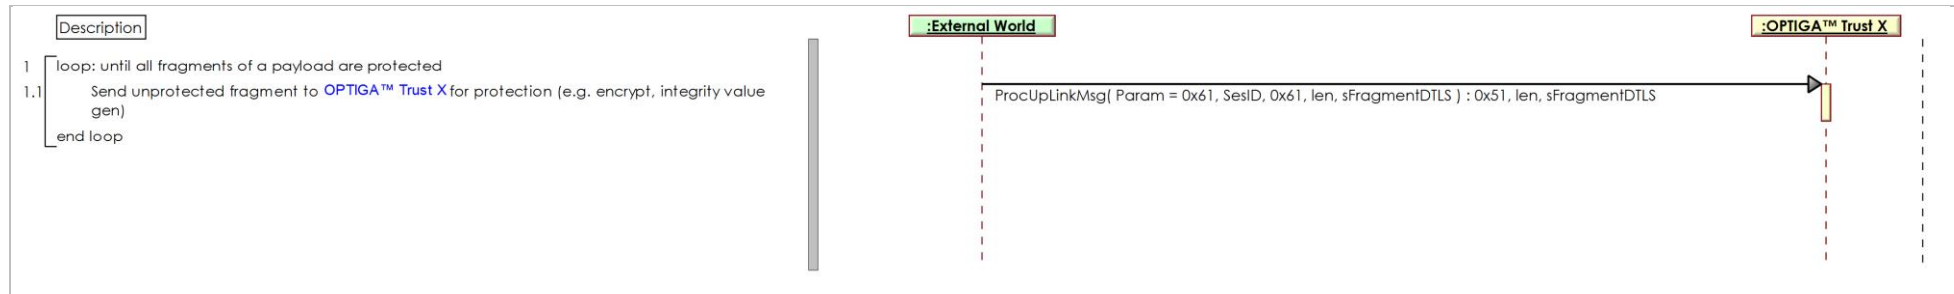 Description
:External World
:OPTIGA™ Trust X
1 loop: until all fragments of a payload are protected
1.1 Send unprotected fragment to OPTIGA™ Trust X for protection (e.g. encrypt, integrity value
gen)
end loop
ProcUpLinkMsg( Param = 0x61, SesID, 0x61, len, sFragmentDTLS ) : 0x51, len, sFragmentDTLS